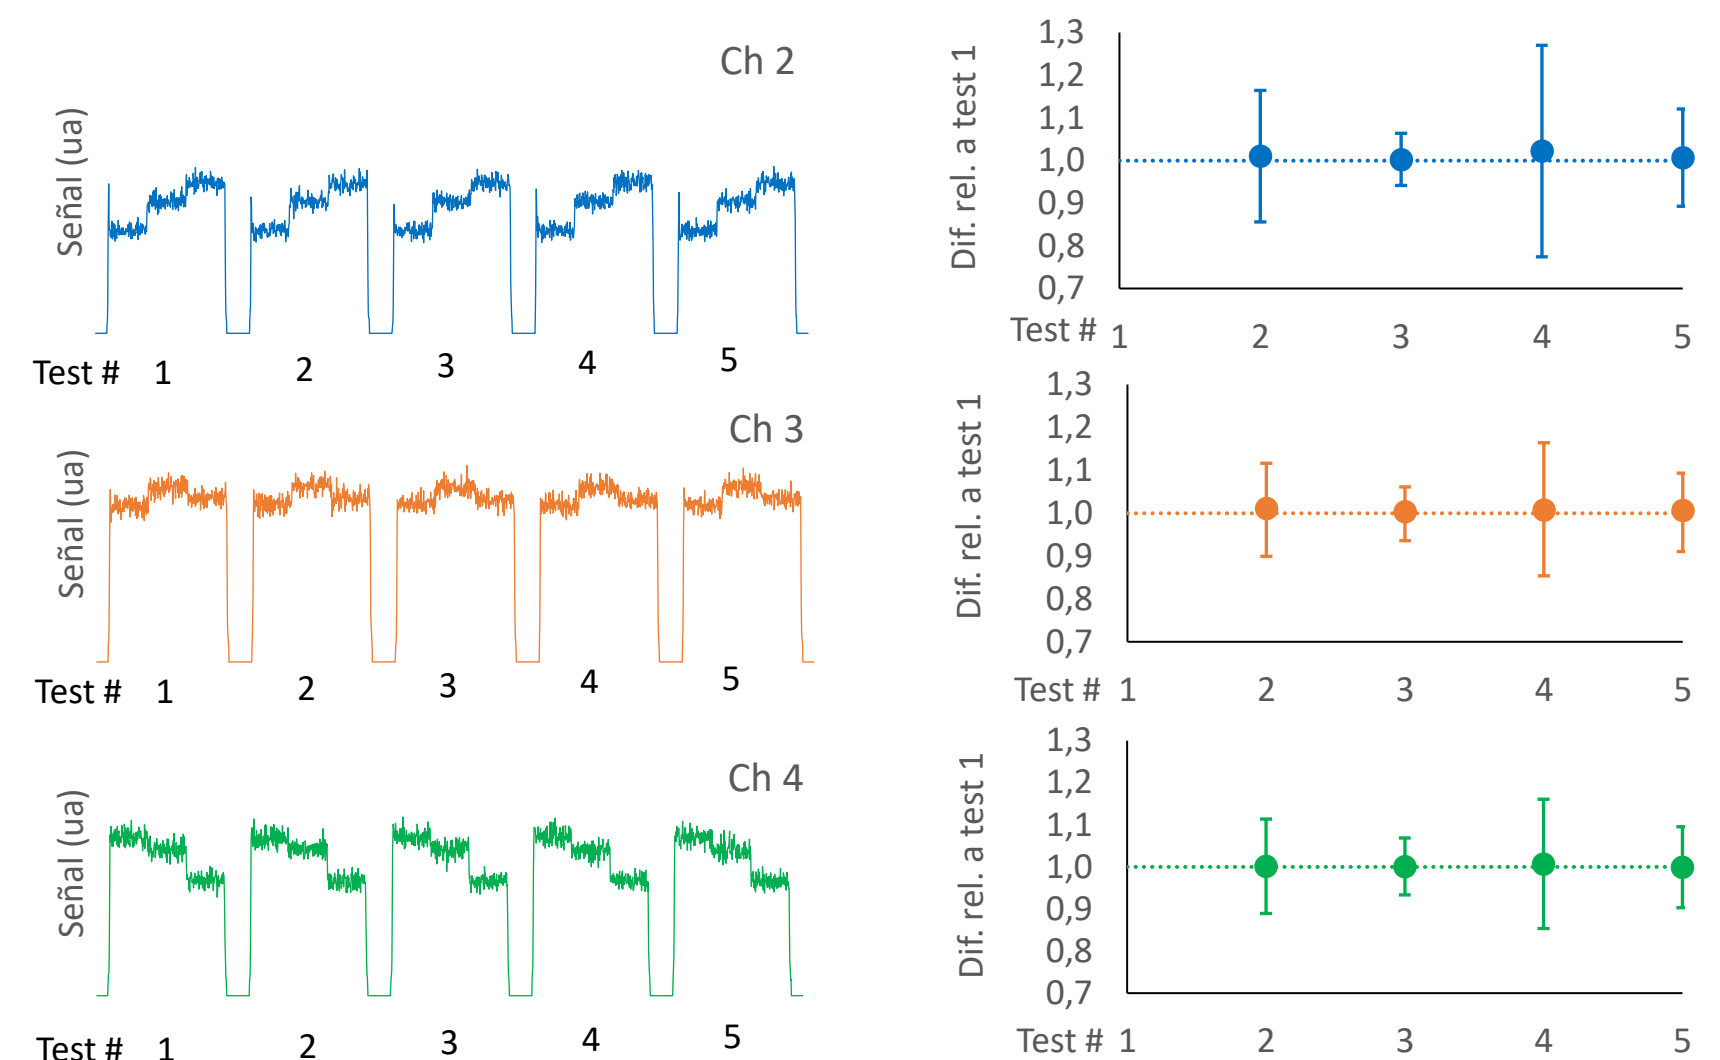 Ch 2
Señal (ua)
Test # 1 2 3 4 5
1,3
1,2
1,1
1,0
0,9
0,8
0,7
Dif. rel. a test 1
Test # 1 2 3 4 5
Ch 3
Señal (ua)
Test # 1 2 3 4 5
1,3
1,2
1,1
1,0
0,9
0,8
0,7
Dif. rel. a test 1
Test # 1 2 3 4 5
Ch 4
Señal (ua)
Test # 1 2 3 4 5
1,3
1,2
1,1
1,0
0,9
0,8
0,7
Dif. rel. a test 1
Test # 1 2 3 4 5